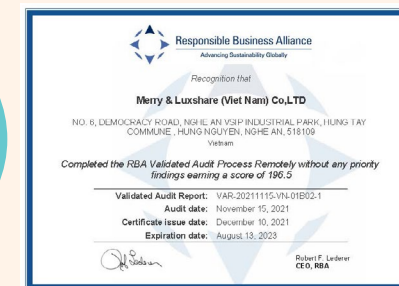 Responsible Business Alliance
Advancing Sustainability Globally
Recognition that
Merry & Luxshare (Viet Nam) Co,LTD
NO. 6, DEMOCRACY ROAD, NGHE AN VSIP INDUSTRIAL PARK, HUNG TAY
COMMUNE , HUNG NGUYEN, NGHE AN, 518109
Vietnam
Completed the RBA Validated Audit Process Remotely without any priority
findings earning a score of 196.5
Validated Audit Report: VAR-20211115-VN-01B02-1
Audit date: November 15, 2021
Certificate issue date: December 10, 2021
Expiration date: August 13, 2023
Robert F. Lederer
CEO, RBA